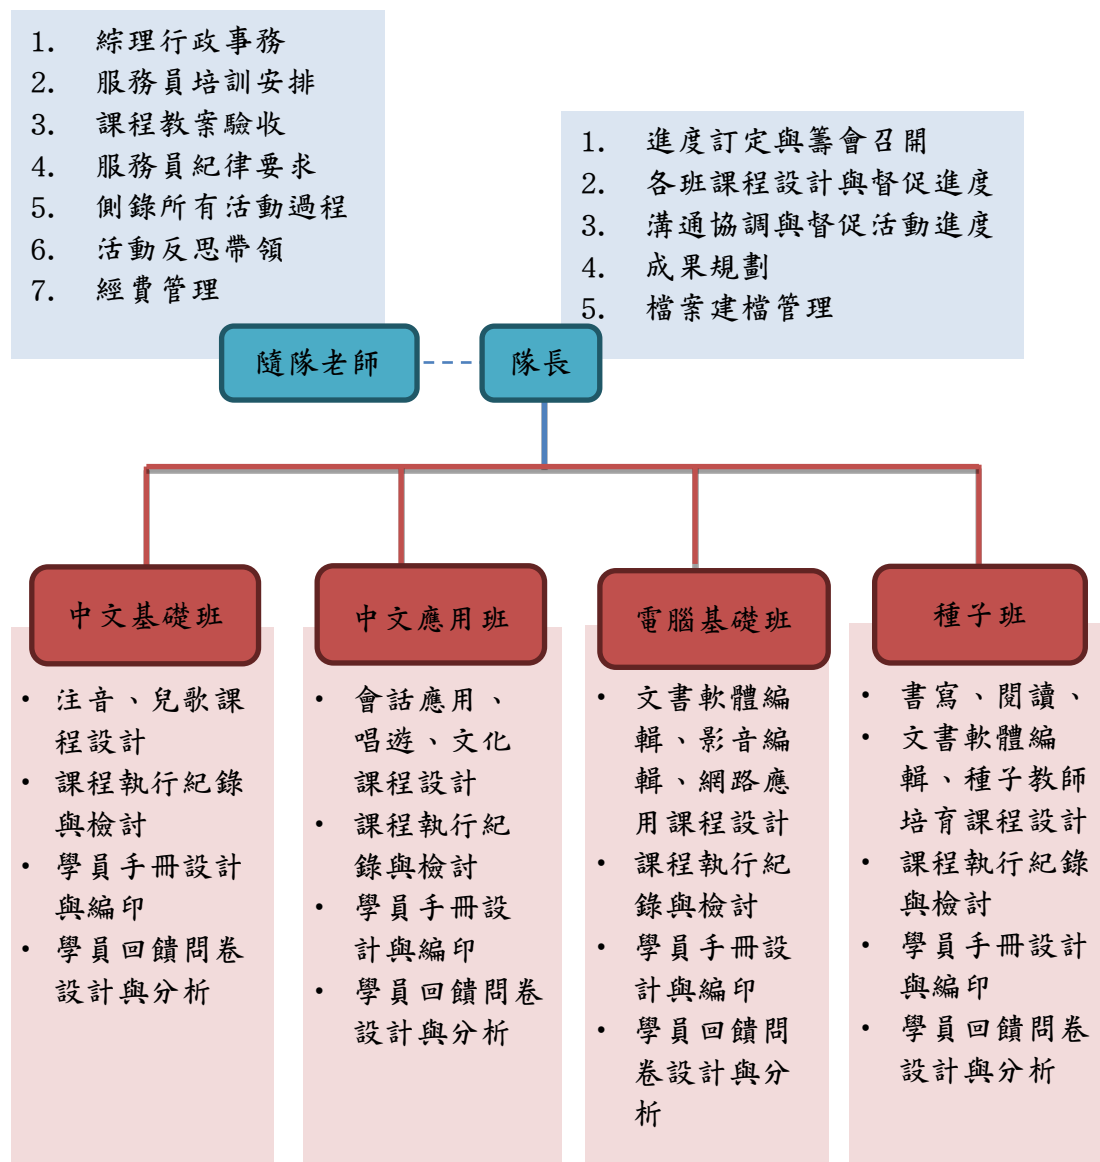 1. 綜理行政事務
2. 服務員培訓安排
3. 課程教案驗收
4. 服務員紀律要求
5. 側錄所有活動過程
6. 活動反思帶領
7. 經費管理
1. 進度訂定與籌會召開
2. 各班課程設計與督促進度
3. 溝通協調與督促活動進度
4. 成果規劃
5. 檔案建檔管理
隨隊老師
隊長
中文基礎班
• 注音、兒歌課
程設計
• 課程執行紀錄
與檢討
• 學員手冊設計
與編印
• 學員回饋問卷
設計與分析
中文應用班
• 會話應用、
唱遊、文化
課程設計
• 課程執行紀
錄與檢討
• 學員手冊設
計與編印
• 學員回饋問卷
設計與分析
電腦基礎班
• 文書軟體編
輯、影音編
輯、網路應
用課程設計
• 課程執行紀
錄與檢討
• 學員手冊設
計與編印
• 學員回饋問
卷設計與分
析
種子班
• 書寫、閱讀、
• 文書軟體編
輯、種子教師
培育課程設計
• 課程執行紀錄
與檢討
• 學員手冊設計
與編印
• 學員回饋問卷
設計與分析